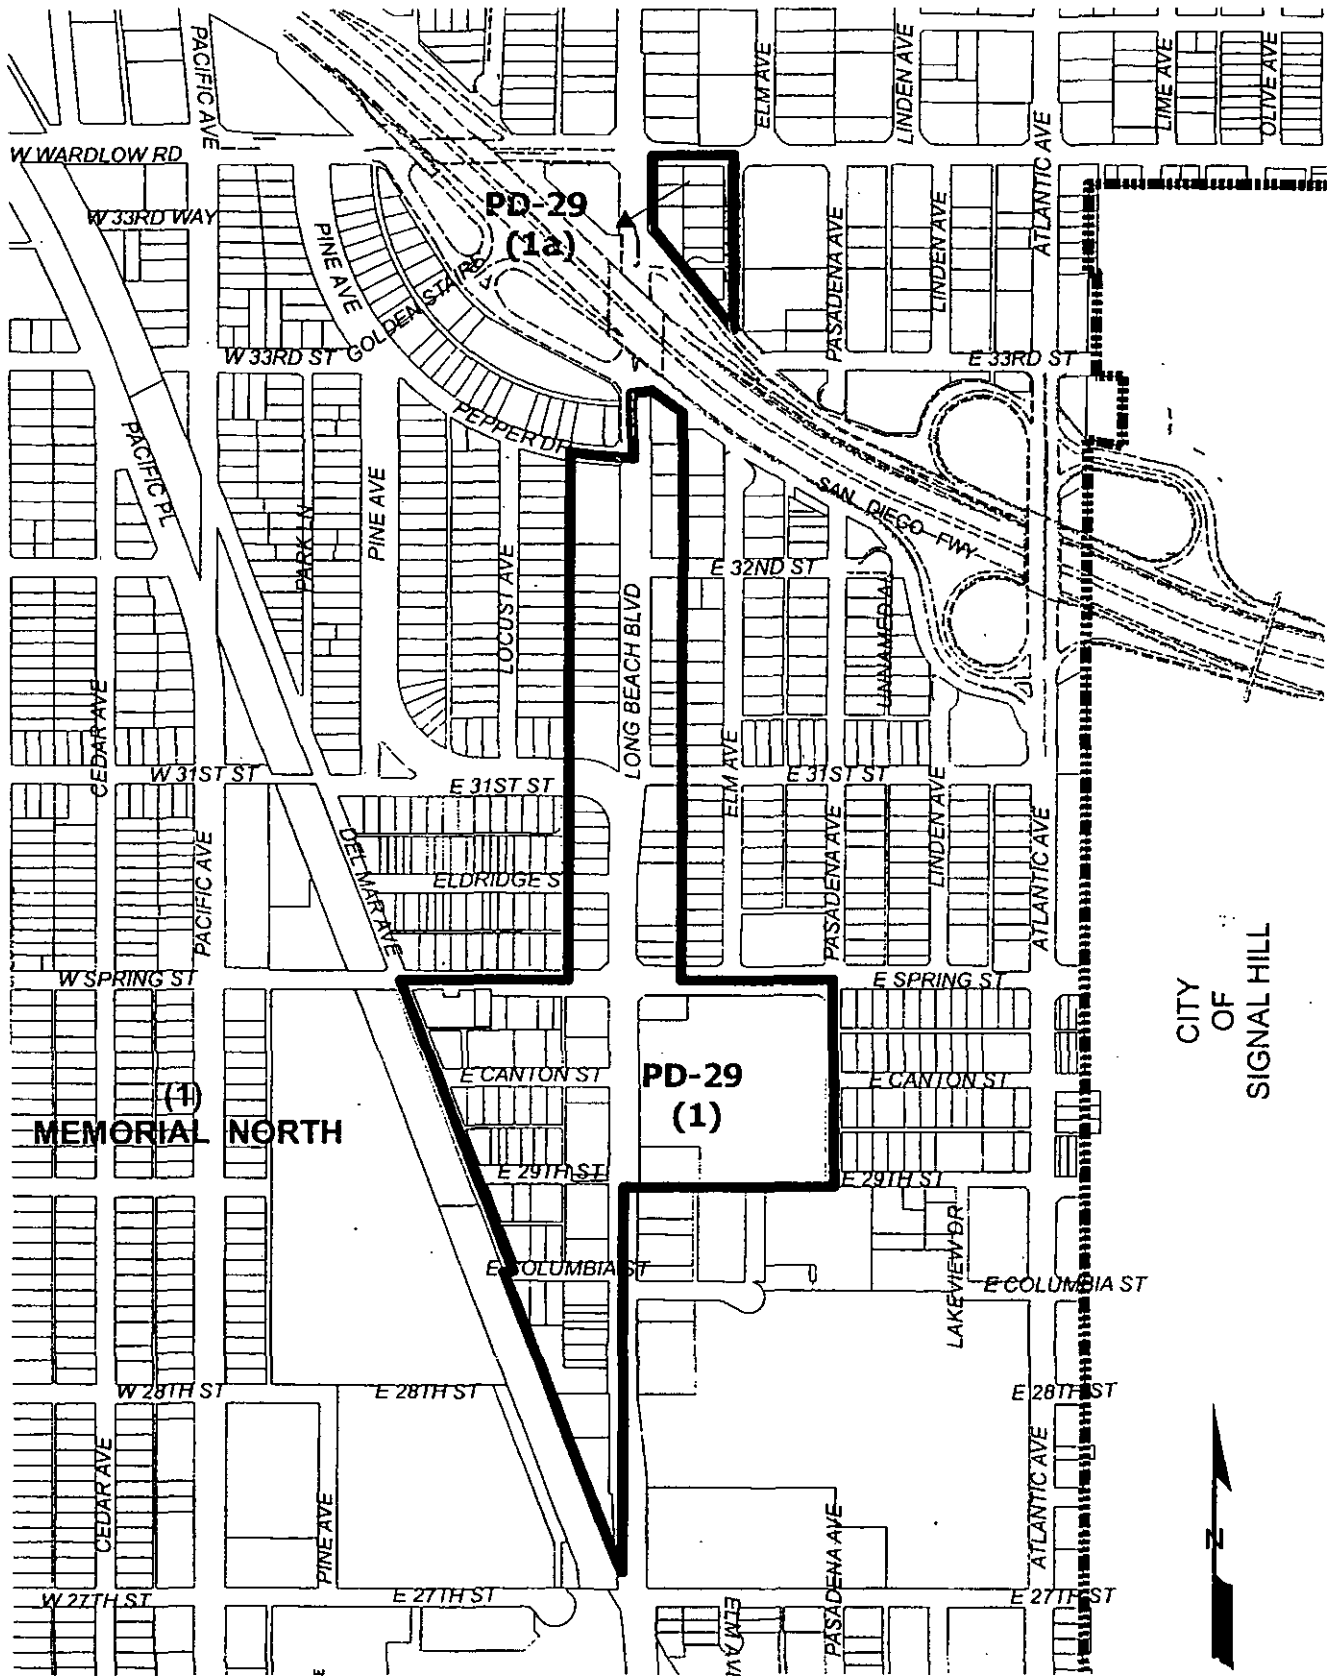 PACIFIC AVE
ELM AVE
LINDEN AVE
LIME AVE
OLIVE AVE
ATLANTIC AVE
W WARDLOW RD
W 33RD WAY
PINE AVE
PD-29
(1a)
PASADENA AVE
LINDEN AVE
ATLANTIC AVE
W 33RD ST
E 33RD ST
PEPPER DR
PACIFIC PL
PARK LN
PINE AVE
LOCUST AVE
LONG BEACH BLVD
SAN DIEGO FWY
E 32ND ST
CEDAR AVE
W 31ST ST
E 31ST ST
ELM AVE
E 31ST ST
PACIFIC AVE
DEL MAR AVE
ELDRIDGE S
PASADENA AVE
LINDEN AVE
ATLANTIC AVE
W SPRING ST
E SPRING ST
CITY
OF
SIGNAL HILL
(1)
MEMORIAL NORTH
E CANTON ST
PD-29
(1)
E CANTON ST
E 29TH ST
E 29TH ST
E COLUMBIA ST
LAKEVIEW DR
E COLUMBIA ST
W 28TH ST
E 28TH ST
E 28TH ST
CEDAR AVE
PINE AVE
PASADENA AVE
ATLANTIC AVE
N
W 27TH ST
E 27TH ST
E 27TH ST
ELM AV
PASADENA AVE